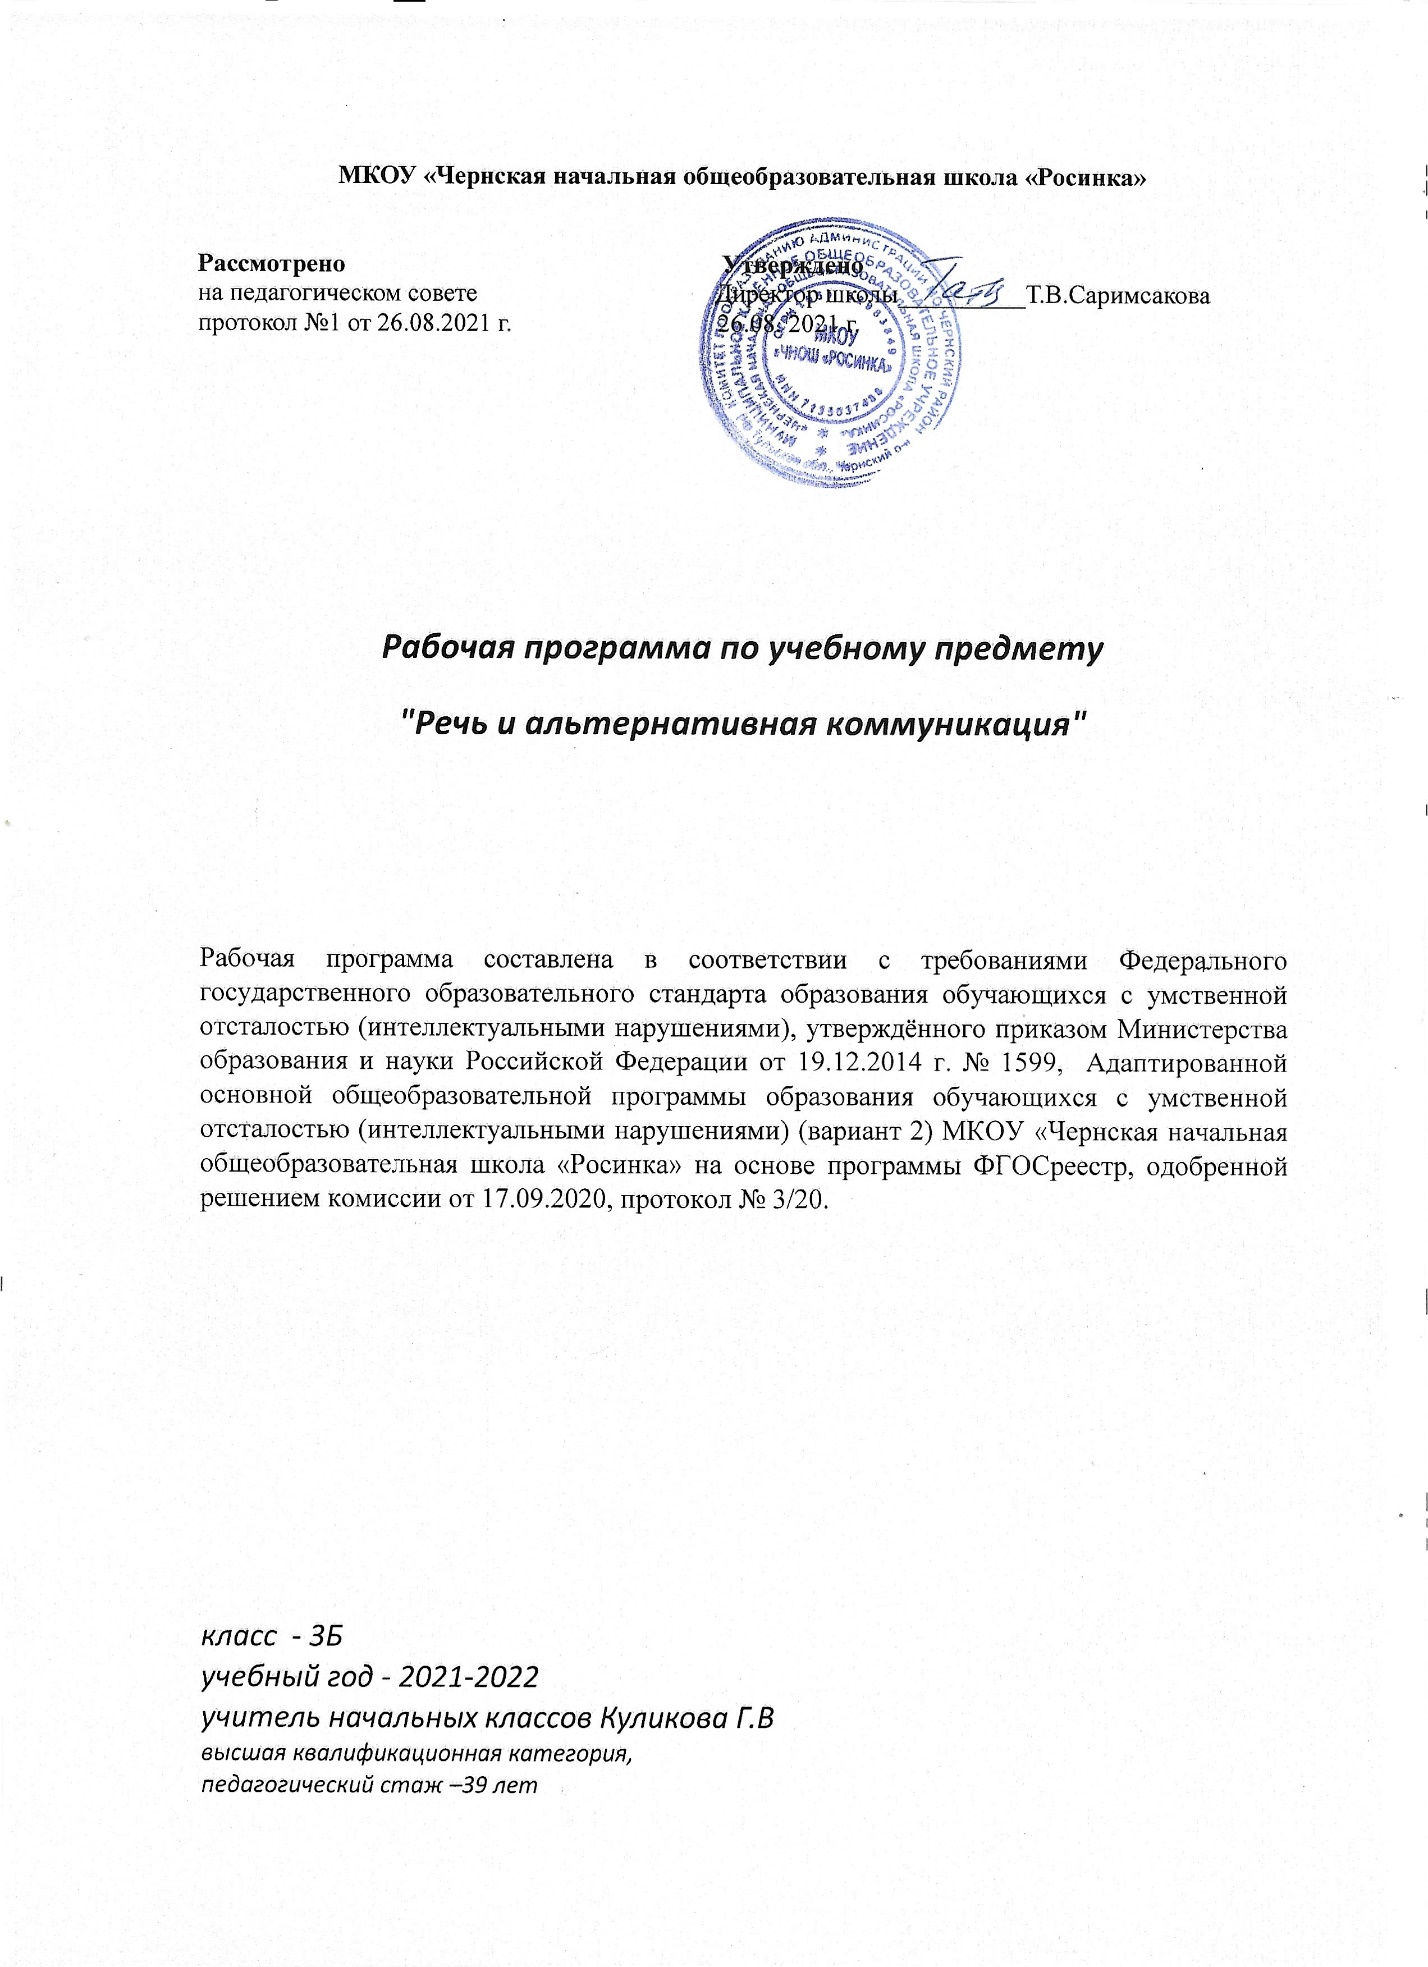 МКОУ «Чернская начальная общеобразовательная школа «Росинка»
Рассмотрено
на педагогическом совете
протокол №1 от 26.08.2021 г.
Утверждено
Директор школы__________Т.В.Саримсакова
26.08. 2021 г.
МКОУ
«ЧНОШ «РОСИНКА»
Рабочая программа по учебному предмету
"Речь и альтернативная коммуникация"
Рабочая программа составлена в соответствии с требованиями Федерального
государственного образовательного стандарта образования обучающихся с умственной
отсталостью (интеллектуальными нарушениями), утверждённого приказом Министерства
образования и науки Российской Федерации от 19.12.2014 г. № 1599, Адаптированной
основной общеобразовательной программы образования обучающихся с умственной
отсталостью (интеллектуальными нарушениями) (вариант 2) МКОУ «Чернская начальная
общеобразовательная школа «Росинка» на основе программы ФГОСреестр, одобренной
решением комиссии от 17.09.2020, протокол № 3/20.
класс - 3Б
учебный год - 2021-2022
учитель начальных классов Куликова Г.В
высшая квалификационная категория,
педагогический стаж –39 лет